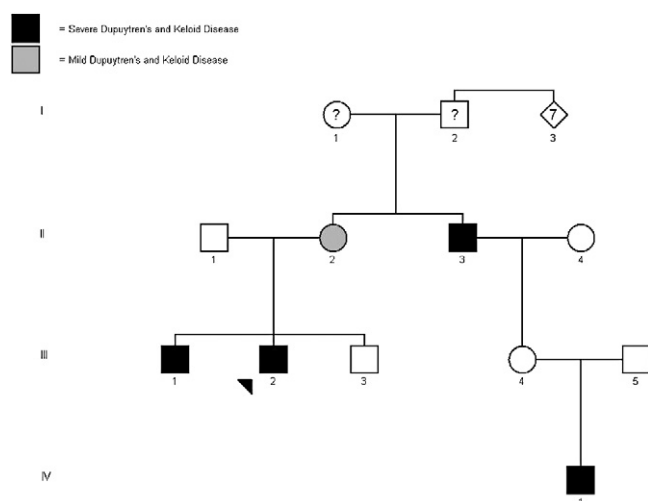 = Severe Dupuytren's and Keloid Disease
= Mild Dupuytren's and Keloid Disease
I
? ? 7
1 2 3
II
1 2 3 4
III
1 2 3 4 5
IV